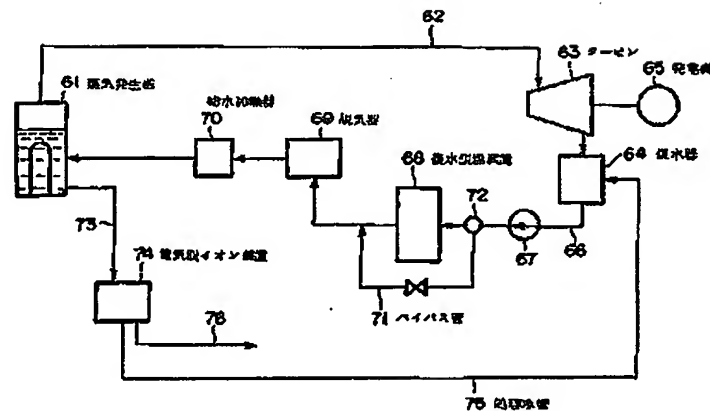 62
63 タービン
61 蒸気発生器
65 発電機
給水加熱器
70
69 脱気器
68 復水脱塩装置
64 復水器
72
73
67
66
74 電気脱イオン装置
71 バイパス管
76
75 処理水管